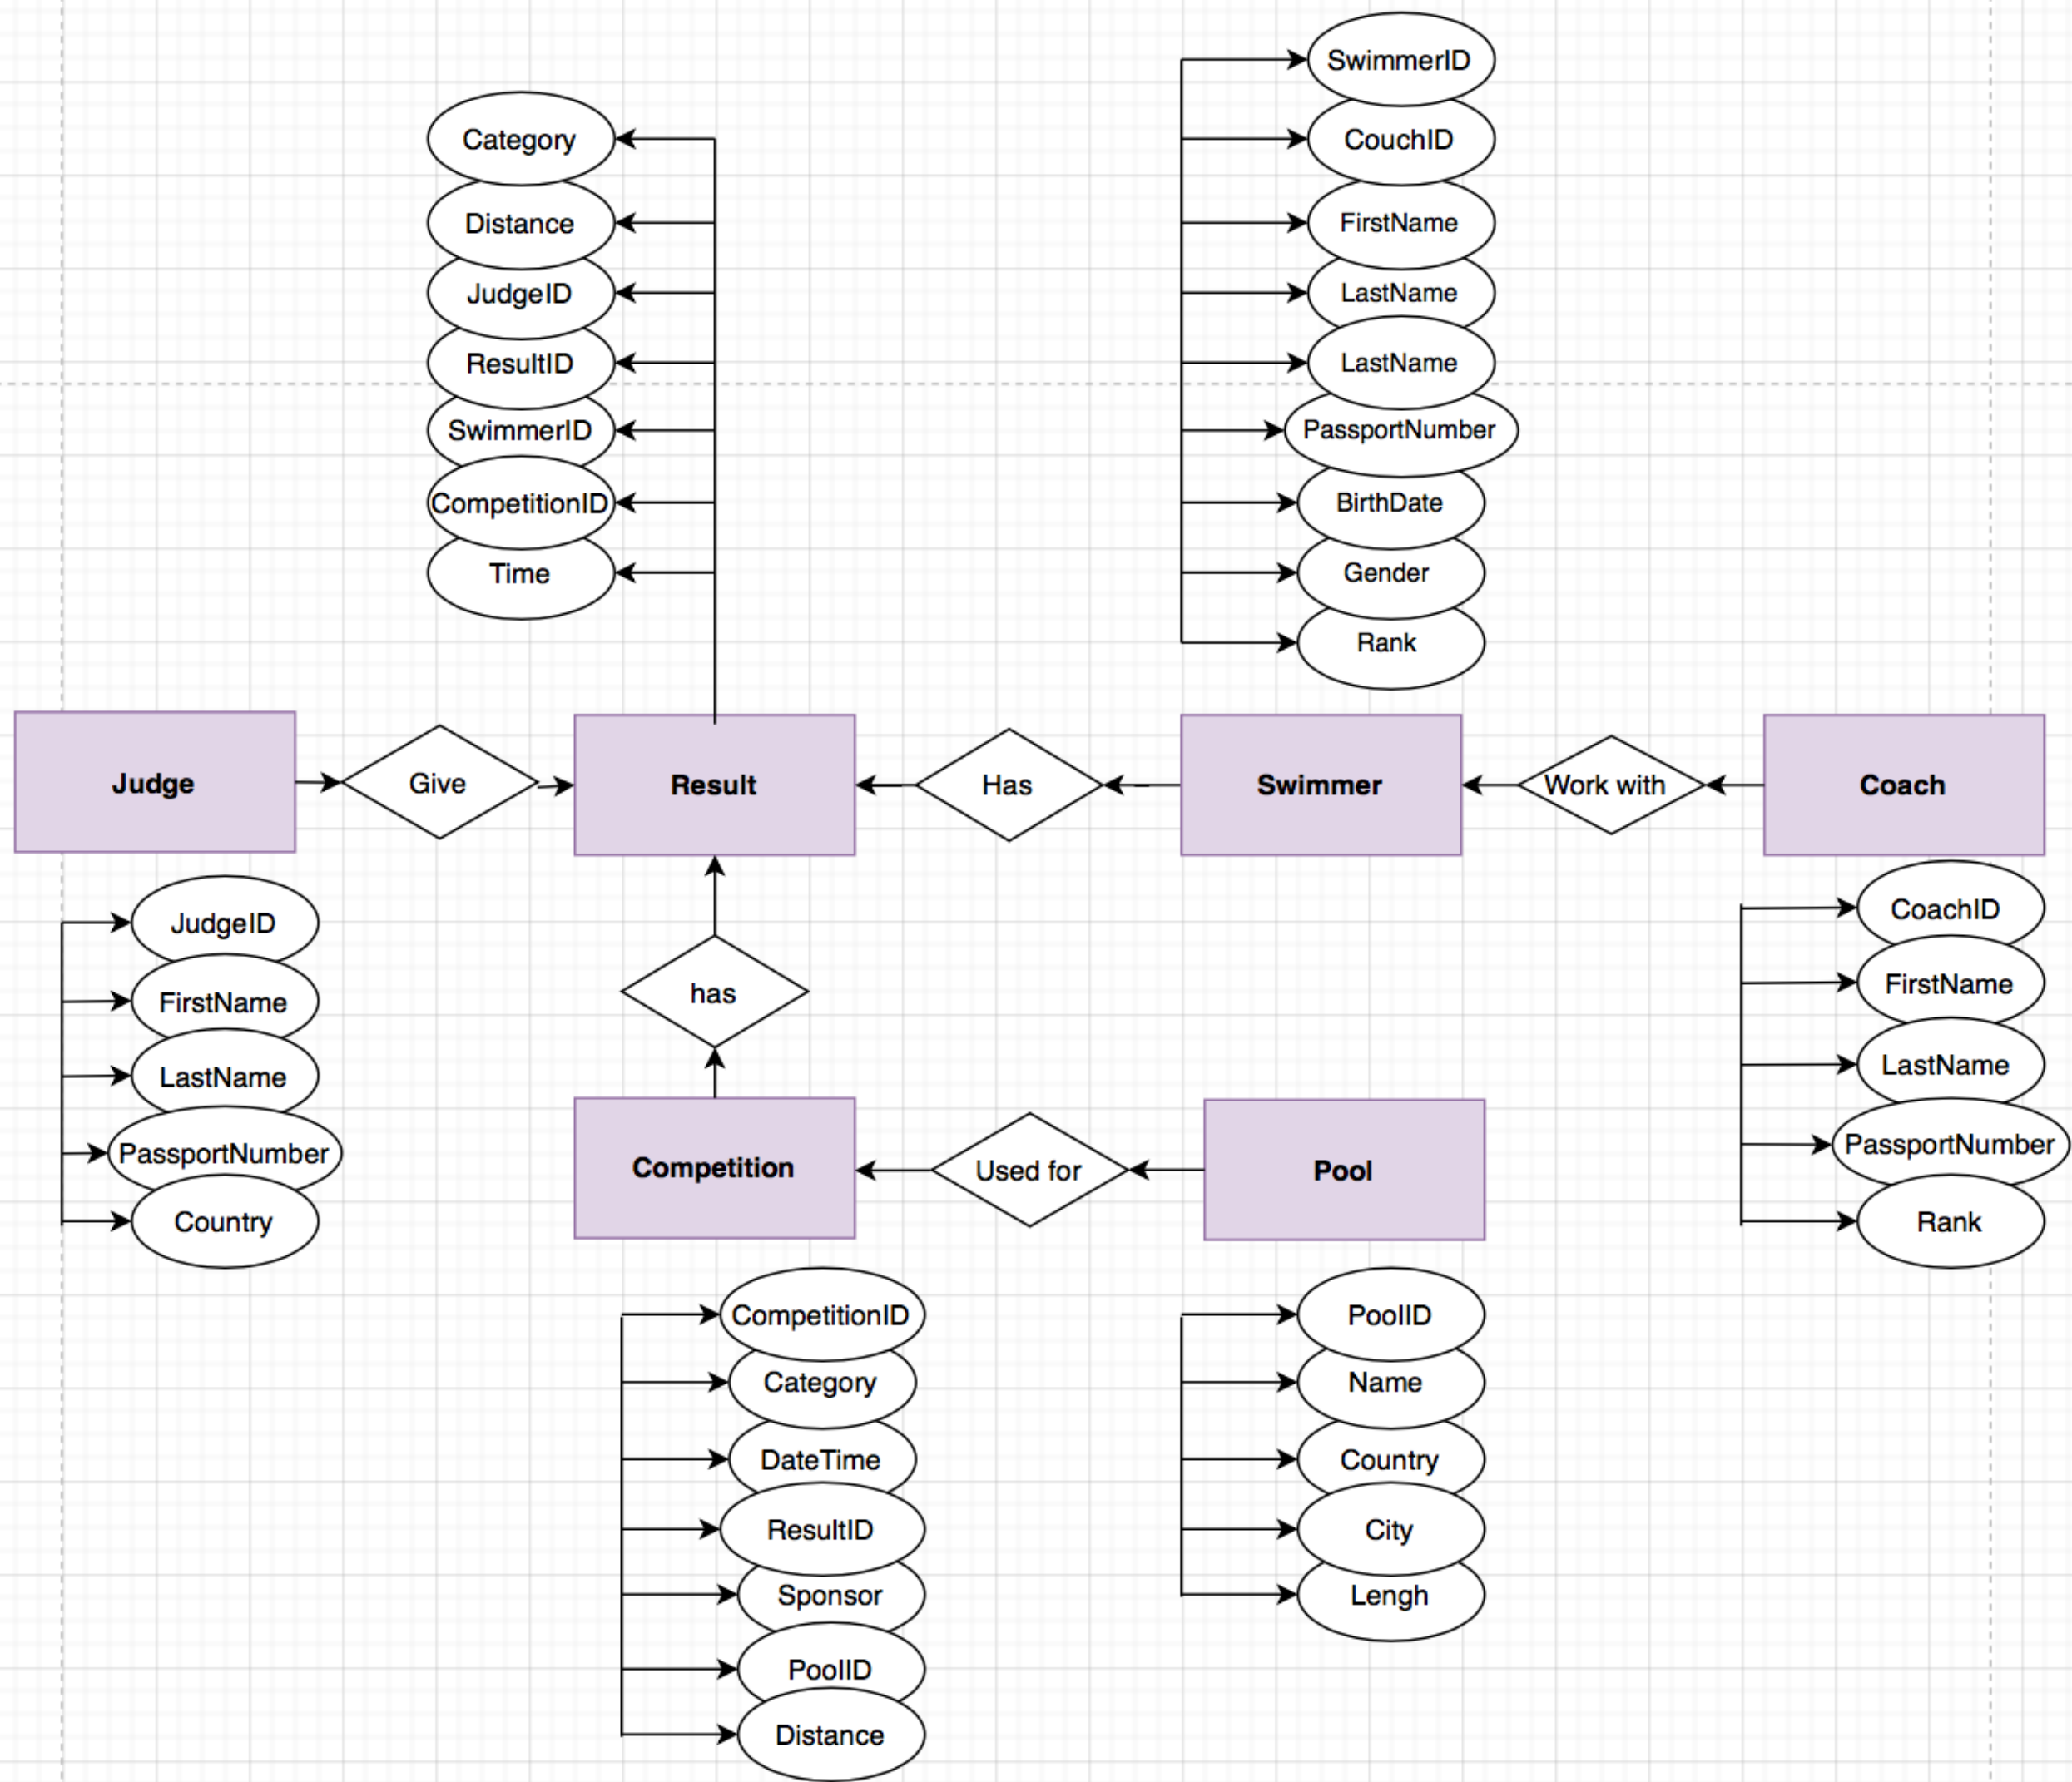 SwimmerID
CouchID
FirstName
LastName
LastName
PassportNumber
BirthDate
Gender
Rank
Category
Distance
JudgeID
ResultID
SwimmerID
CompetitionID
Time
Judge
Give
Result
Has
Swimmer
Work with
Coach
JudgeID
FirstName
LastName
PassportNumber
Country
has
CoachID
FirstName
LastName
PassportNumber
Rank
Competition
Used for
Pool
CompetitionID
Category
DateTime
ResultID
Sponsor
PoolID
Distance
PoolID
Name
Country
City
Lengh